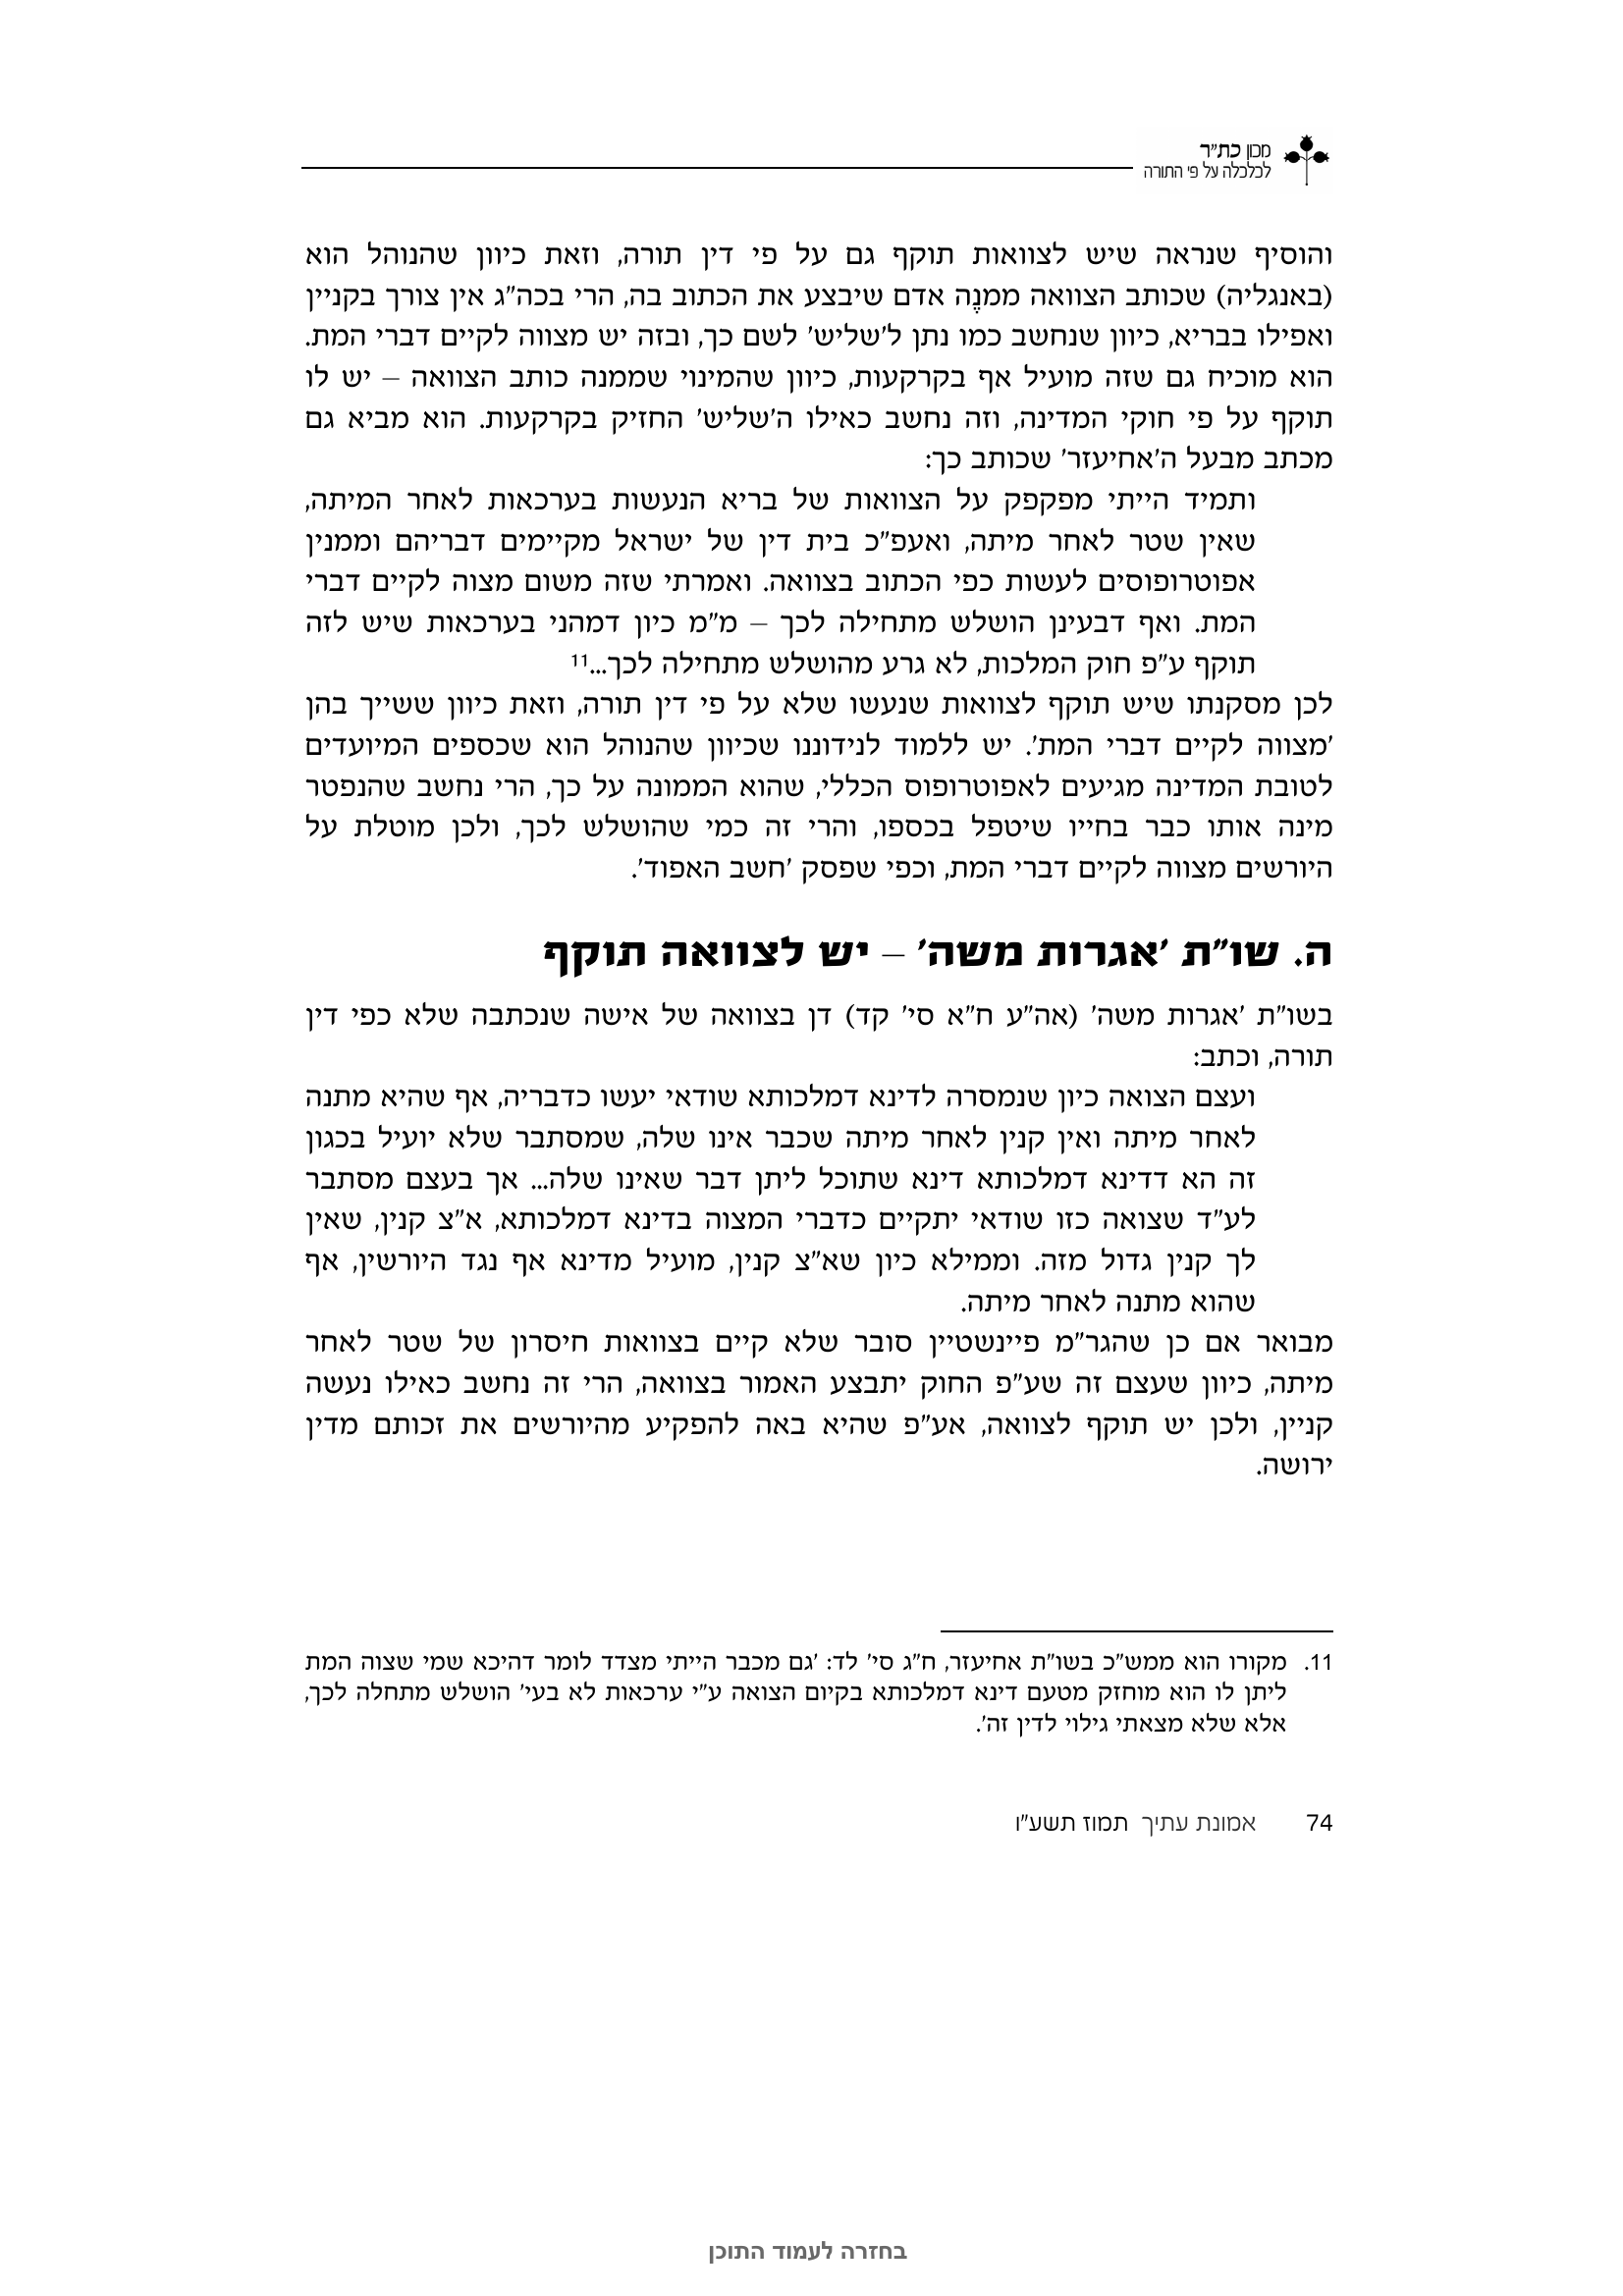 מכון כת"ר
לכלכלה על פי התורה
והוסיף שנראה שיש לצוואות תוקף גם על פי דין תורה, וזאת כיוון שהנוהל הוא
(באנגליה) שכותב הצוואה ממנֶה אדם שיבצע את הכתוב בה, הרי בכה"ג אין צורך בקניין
ואפילו בבריא, כיוון שנחשב כמו נתן ל'שליש' לשם כך, ובזה יש מצווה לקיים דברי המת.
הוא מוכיח גם שזה מועיל אף בקרקעות, כיוון שהמינוי שממנה כותב הצוואה – יש לו
תוקף על פי חוקי המדינה, וזה נחשב כאילו ה'שליש' החזיק בקרקעות. הוא מביא גם
מכתב מבעל ה'אחיעזר' שכותב כך:
ותמיד הייתי מפקפק על הצוואות של בריא הנעשות בערכאות לאחר המיתה,
שאין שטר לאחר מיתה, ואעפ"כ בית דין של ישראל מקיימים דבריהם וממנין
אפוטרופוסים לעשות כפי הכתוב בצוואה. ואמרתי שזה משום מצוה לקיים דברי
המת. ואף דבעינן הושלש מתחילה לכך – מ"מ כיון דמהני בערכאות שיש לזה
תוקף ע"פ חוק המלכות, לא גרע מהושלש מתחילה לכך...11
לכן מסקנתו שיש תוקף לצוואות שנעשו שלא על פי דין תורה, וזאת כיוון ששייך בהן
'מצווה לקיים דברי המת'. יש ללמוד לנידוננו שכיוון שהנוהל הוא שכספים המיועדים
לטובת המדינה מגיעים לאפוטרופוס הכללי, שהוא הממונה על כך, הרי נחשב שהנפטר
מינה אותו כבר בחייו שיטפל בכספו, והרי זה כמי שהושלש לכך, ולכן מוטלת על
היורשים מצווה לקיים דברי המת, וכפי שפסק 'חשב האפוד'.
ה. שו"ת 'אגרות משה' – יש לצוואה תוקף
בשו"ת 'אגרות משה' (אה"ע ח"א סי' קד) דן בצוואה של אישה שנכתבה שלא כפי דין
תורה, וכתב:
ועצם הצואה כיון שנמסרה לדינא דמלכותא שודאי יעשו כדבריה, אף שהיא מתנה
לאחר מיתה ואין קנין לאחר מיתה שכבר אינו שלה, שמסתבר שלא יועיל בכגון
זה הא דדינא דמלכותא דינא שתוכל ליתן דבר שאינו שלה... אך בעצם מסתבר
לע"ד שצואה כזו שודאי יתקיים כדברי המצוה בדינא דמלכותא, א"צ קנין, שאין
לך קנין גדול מזה. וממילא כיון שא"צ קנין, מועיל מדינא אף נגד היורשין, אף
שהוא מתנה לאחר מיתה.
מבואר אם כן שהגר"מ פיינשטיין סובר שלא קיים בצוואות חיסרון של שטר לאחר
מיתה, כיוון שעצם זה שע"פ החוק יתבצע האמור בצוואה, הרי זה נחשב כאילו נעשה
קניין, ולכן יש תוקף לצוואה, אע"פ שהיא באה להפקיע מהיורשים את זכותם מדין
ירושה.
11. מקורו הוא ממש"כ בשו"ת אחיעזר, ח"ג סי' לד: 'גם מכבר הייתי מצדד לומר דהיכא שמי שצוה המת
ליתן לו הוא מוחזק מטעם דינא דמלכותא בקיום הצואה ע"י ערכאות לא בעי' הושלש מתחלה לכך,
אלא שלא מצאתי גילוי לדין זה'.
74 אמונת עתיך תמוז תשע"ו
בחזרה לעמוד התוכן